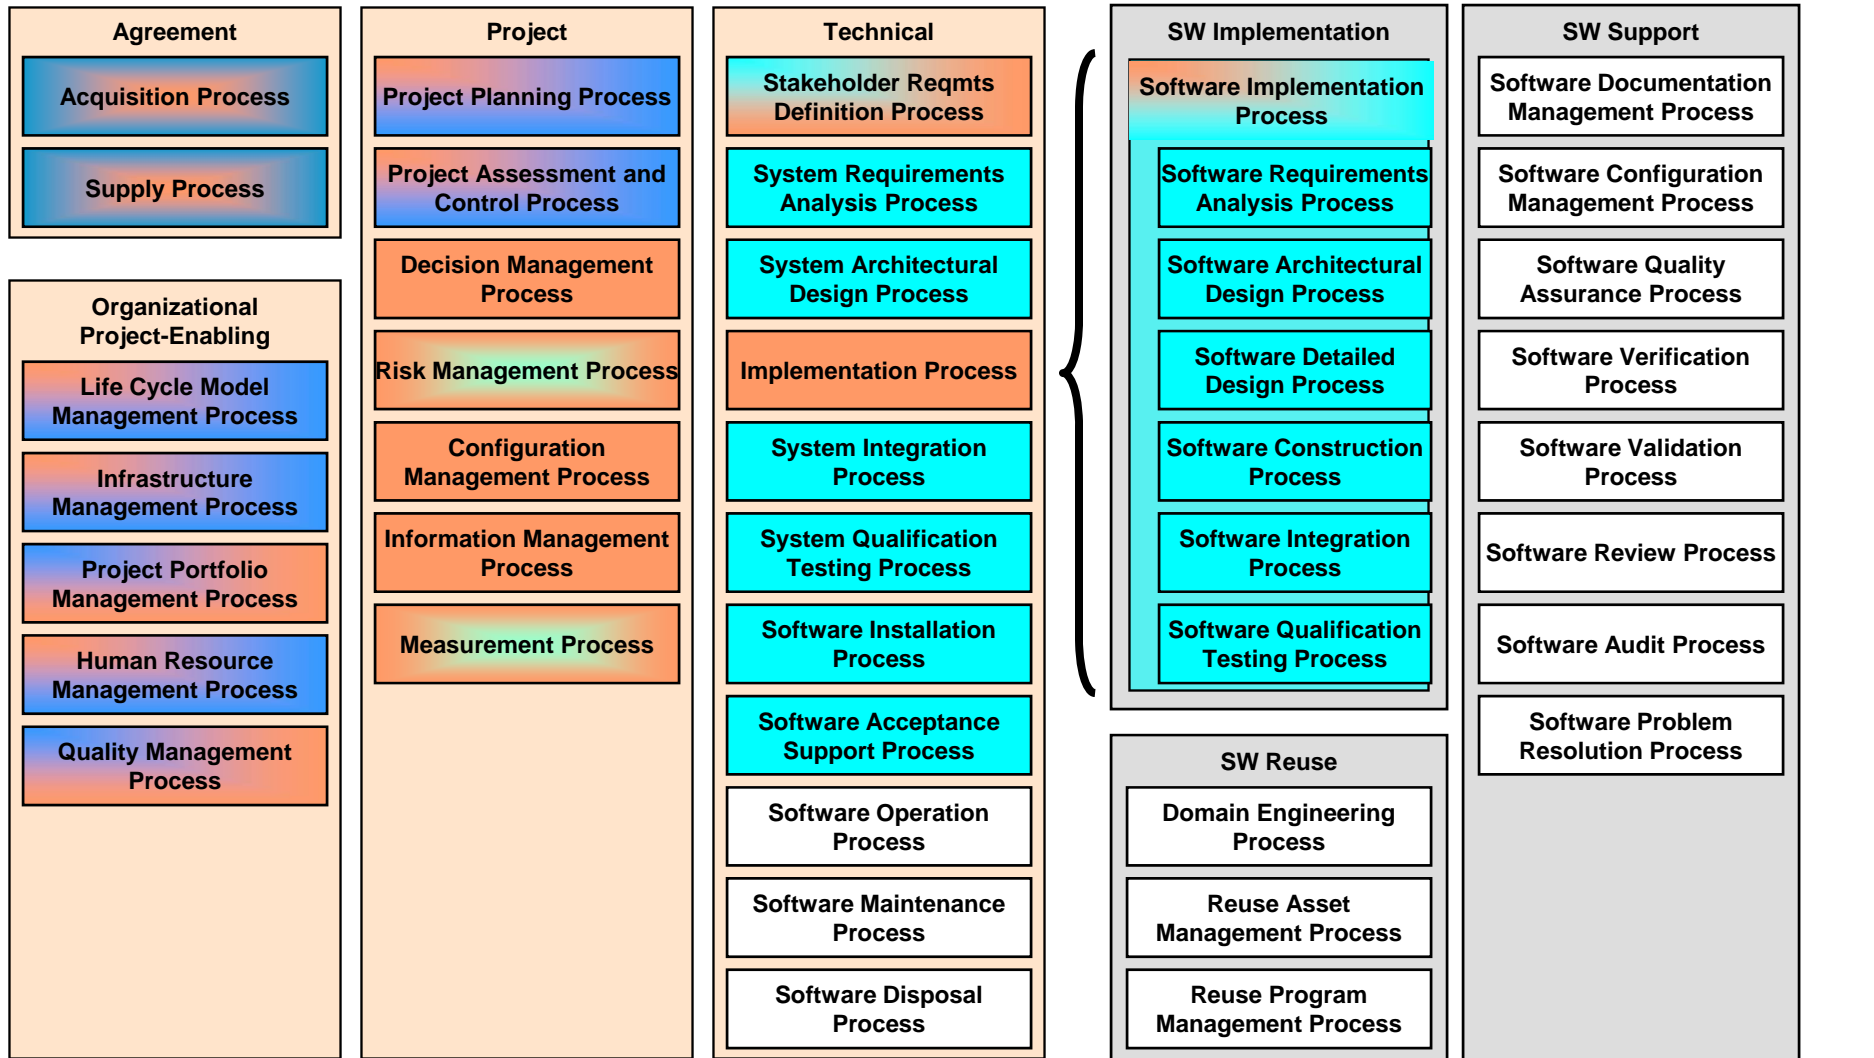 Agreement
Acquisition Process
Supply Process
Organizational
Project-Enabling
Life Cycle Model
Management Process
Infrastructure
Management Process
Project Portfolio
Management Process
Human Resource
Management Process
Quality Management
Process
Project
Project Planning Process
Project Assessment and
Control Process
Decision Management
Process
Risk Management Process
Configuration
Management Process
Information Management
Process
Measurement Process
Technical
Stakeholder Reqmts
Definition Process
System Requirements
Analysis Process
System Architectural
Design Process
Implementation Process
System Integration
Process
System Qualification
Testing Process
Software Installation
Process
Software Acceptance
Support Process
Software Operation
Process
Software Maintenance
Process
Software Disposal
Process
SW Implementation
Software Implementation
Process
Software Requirements
Analysis Process
Software Architectural
Design Process
Software Detailed
Design Process
Software Construction
Process
Software Integration
Process
Software Qualification
Testing Process
SW Reuse
Domain Engineering
Process
Reuse Asset
Management Process
Reuse Program
Management Process
SW Support
Software Documentation
Management Process
Software Configuration
Management Process
Software Quality
Assurance Process
Software Verification
Process
Software Validation
Process
Software Review Process
Software Audit Process
Software Problem
Resolution Process